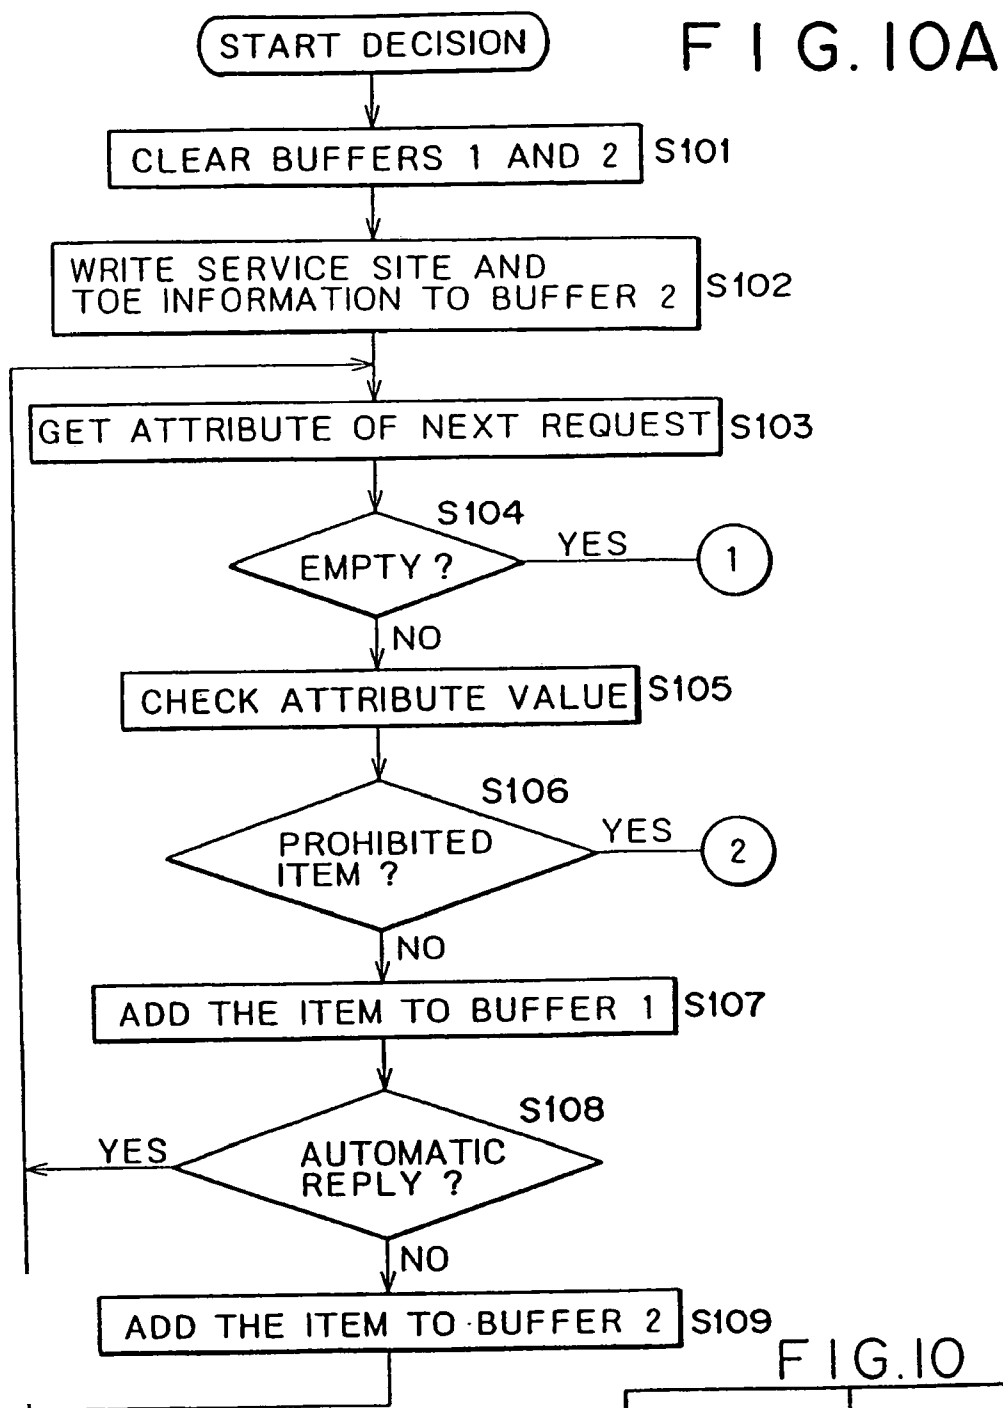 START DECISION
FIG. 10A
CLEAR BUFFERS 1 AND 2
S101
WRITE SERVICE SITE AND
TOE INFORMATION TO BUFFER 2
S102
GET ATTRIBUTE OF NEXT REQUEST
S103
S104
EMPTY ?
YES
1
NO
CHECK ATTRIBUTE VALUE
S105
S106
PROHIBITED
ITEM ?
YES
2
NO
ADD THE ITEM TO BUFFER 1
S107
S108
YES
AUTOMATIC
REPLY ?
NO
ADD THE ITEM TO BUFFER 2
S109
FIG.10